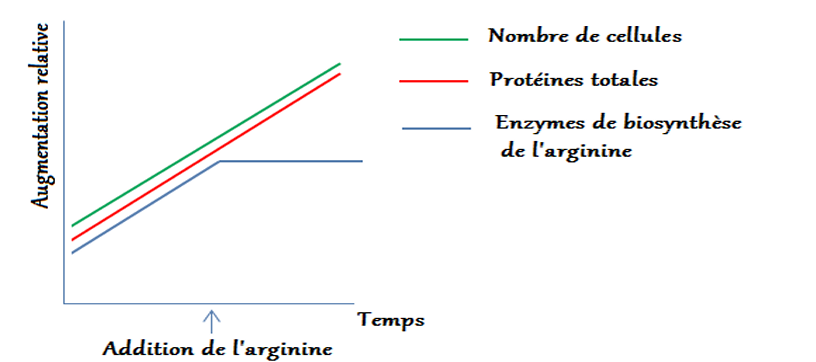 Augmentation relative
Nombre de cellules
Protéines totales
Enzymes de biosynthèse
de l'arginine
Temps
Addition de l'arginine